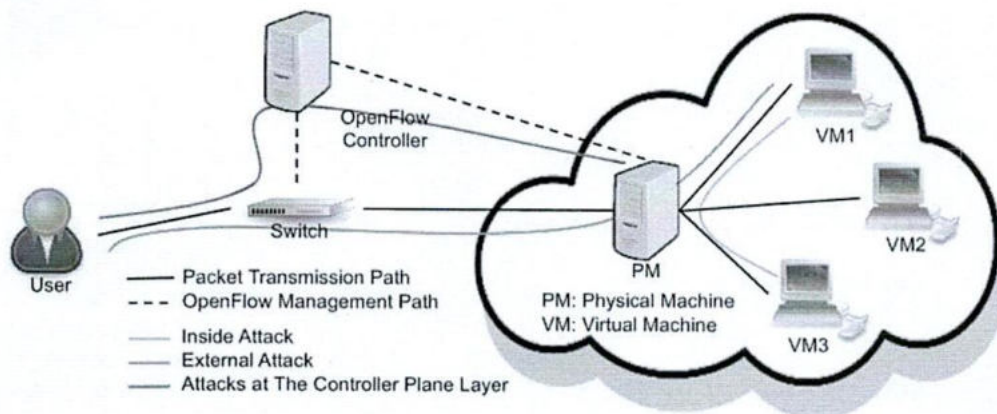 OpenFlow
Controller
VM1
VM2
VM3
PM
Switch
User
Packet Transmission Path
OpenFlow Management Path
Inside Attack
External Attack
Attacks at The Controller Plane Layer
PM: Physical Machine
VM: Virtual Machine